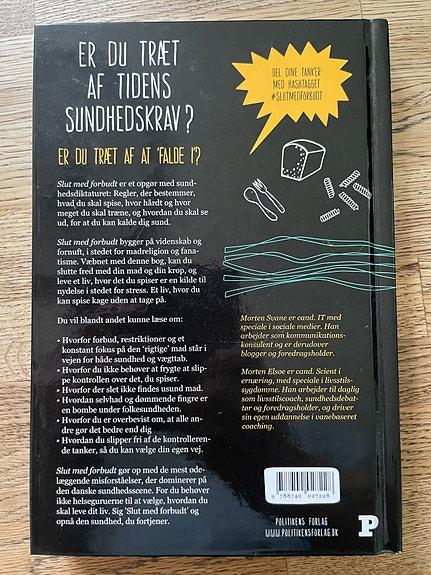 ER DU TRÆT
AF TIDENS
SUNDHEDSKRAV?
ER DU TRÆT AF AT 'FALDE I'?
DEL DINE TANKER
MED HASHTAGGET
#SLUTMEDFORBUDT
Slut med forbudt er et opgør med sund-
hedsdiktaturet: Regler, der bestemmer,
hvad du skal spise, hvor hårdt og hvor
meget du skal træne, og hvordan du skal se
ud, for at du kan kalde dig sund.
Slut med forbudt bygger på videnskab og
fornuft, i stedet for madreligion og fana-
tisme. Væbnet med denne bog, kan du
slutte fred med din mad og din krop, og
leve et liv, hvor det du spiser er en kilde til
nydelse i stedet for stress. Et liv, hvor du
kan spise kage uden at tage på.
Du vil blandt andet kunne læse om:
• Hvorfor forbud, restriktioner og et
konstant fokus på den 'rigtige' mad står i
vejen for både sundhed og vægttab.
• Hvorfor du ikke behøver at frygte at slip-
pe kontrollen over det, du spiser.
• Hvorfor der slet ikke findes usund mad.
• Hvordan selvhad og dømmende fingre er
en bombe under folkesundheden.
• Hvorfor du er overbevist om, at alle an-
dre gør det bedre end dig
• Hvordan du slipper fri af de kontrolleren-
de tanker, så du kan vælge din egen vej.
Slut med forbudt gør op med de mest øde-
læggende misforståelser, der dominerer på
den danske sundhedsscene. For du behøver
ikke helseguruerne til at vælge, hvordan du
skal leve dit liv. Sig 'Slut med forbudt' og
opnå den sundhed, du fortjener.
Morten Svane er cand. IT med
speciale i sociale medier. Han
arbejder som kommunikations-
konsulent og er derudover
blogger og foredragsholder.
Morten Elsøe er cand. Scient i
ernæring, med speciale i livsstils-
sygdomme. Han arbejder til daglig
som livsstilscoach, sundhedsdebat-
tør og foredragsholder, og driver
sin egen uddannelse i vanebaseret
coaching.
9 788740 027228
POLITIKENS FORLAG
WWW.POLITIKENSFORLAG.DK
P